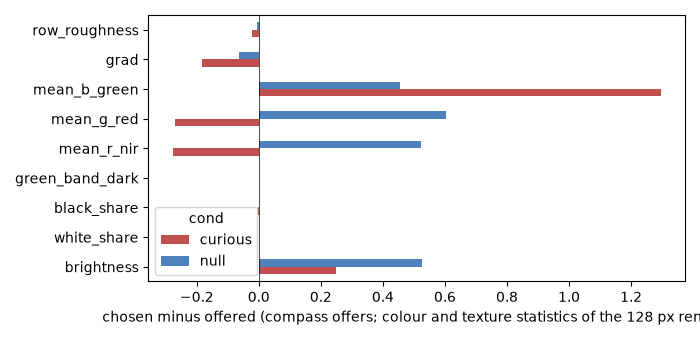 row_roughness
grad
mean_b_green
mean_g_red
mean_r_nir
green_band_dark
black_share
white_share
brightness
cond
curious
null
−0.2 0.0 0.2 0.4 0.6 0.8 1.0 1.2
chosen minus offered (compass offers; colour and texture statistics of the 128 px ren